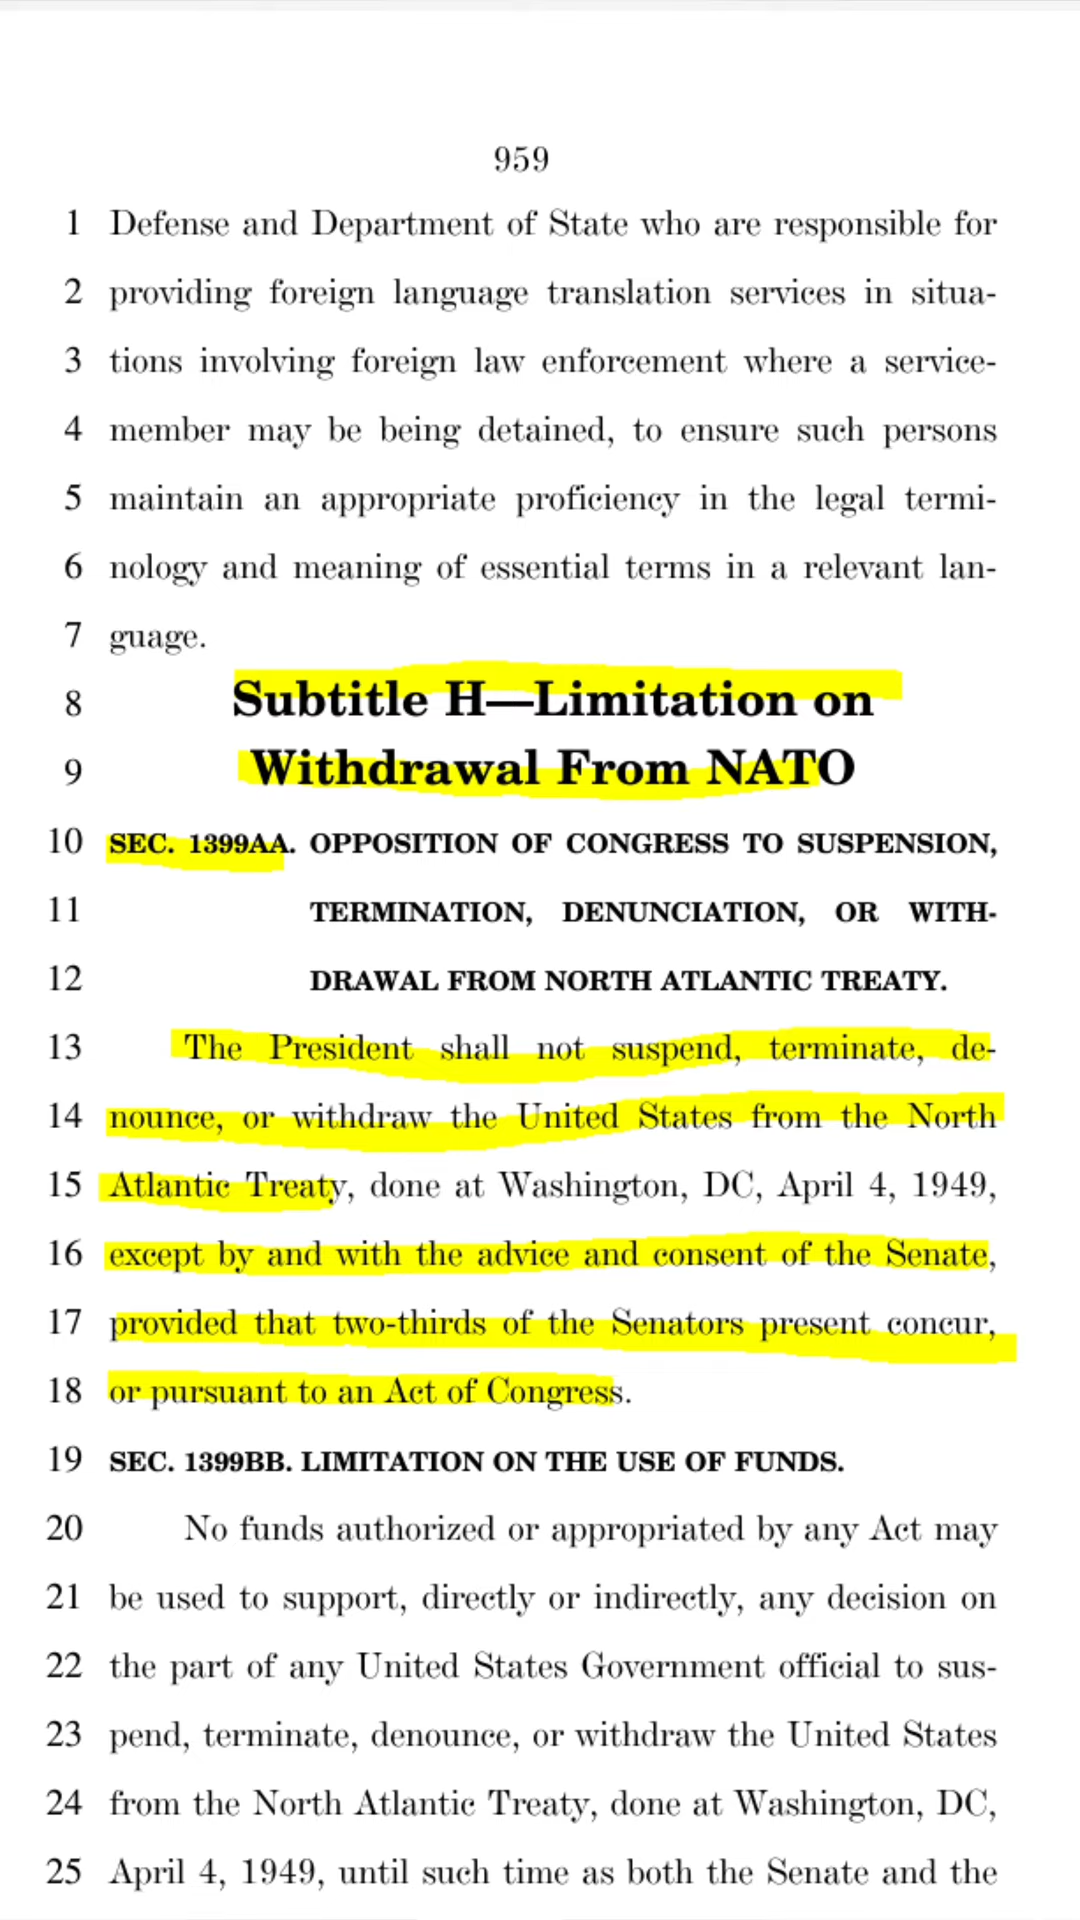 959
1 Defense and Department of State who are responsible for
2 providing foreign language translation services in situa-
3 tions involving foreign law enforcement where a service-
4 member may be being detained, to ensure such persons
5 maintain an appropriate proficiency in the legal termi-
6 nology and meaning of essential terms in a relevant lan-
7 guage.
8 Subtitle H—Limitation on
9 Withdrawal From NATO
10 SEC. 1399AA. OPPOSITION OF CONGRESS TO SUSPENSION,
11 TERMINATION, DENUNCIATION, OR WITH-
12 DRAWAL FROM NORTH ATLANTIC TREATY.
13 The President shall not suspend, terminate, de-
14 nounce, or withdraw the United States from the North
15 Atlantic Treaty, done at Washington, DC, April 4, 1949,
16 except by and with the advice and consent of the Senate,
17 provided that two-thirds of the Senators present concur,
18 or pursuant to an Act of Congress.
19 SEC. 1399BB. LIMITATION ON THE USE OF FUNDS.
20 No funds authorized or appropriated by any Act may
21 be used to support, directly or indirectly, any decision on
22 the part of any United States Government official to sus-
23 pend, terminate, denounce, or withdraw the United States
24 from the North Atlantic Treaty, done at Washington, DC,
25 April 4, 1949, until such time as both the Senate and the